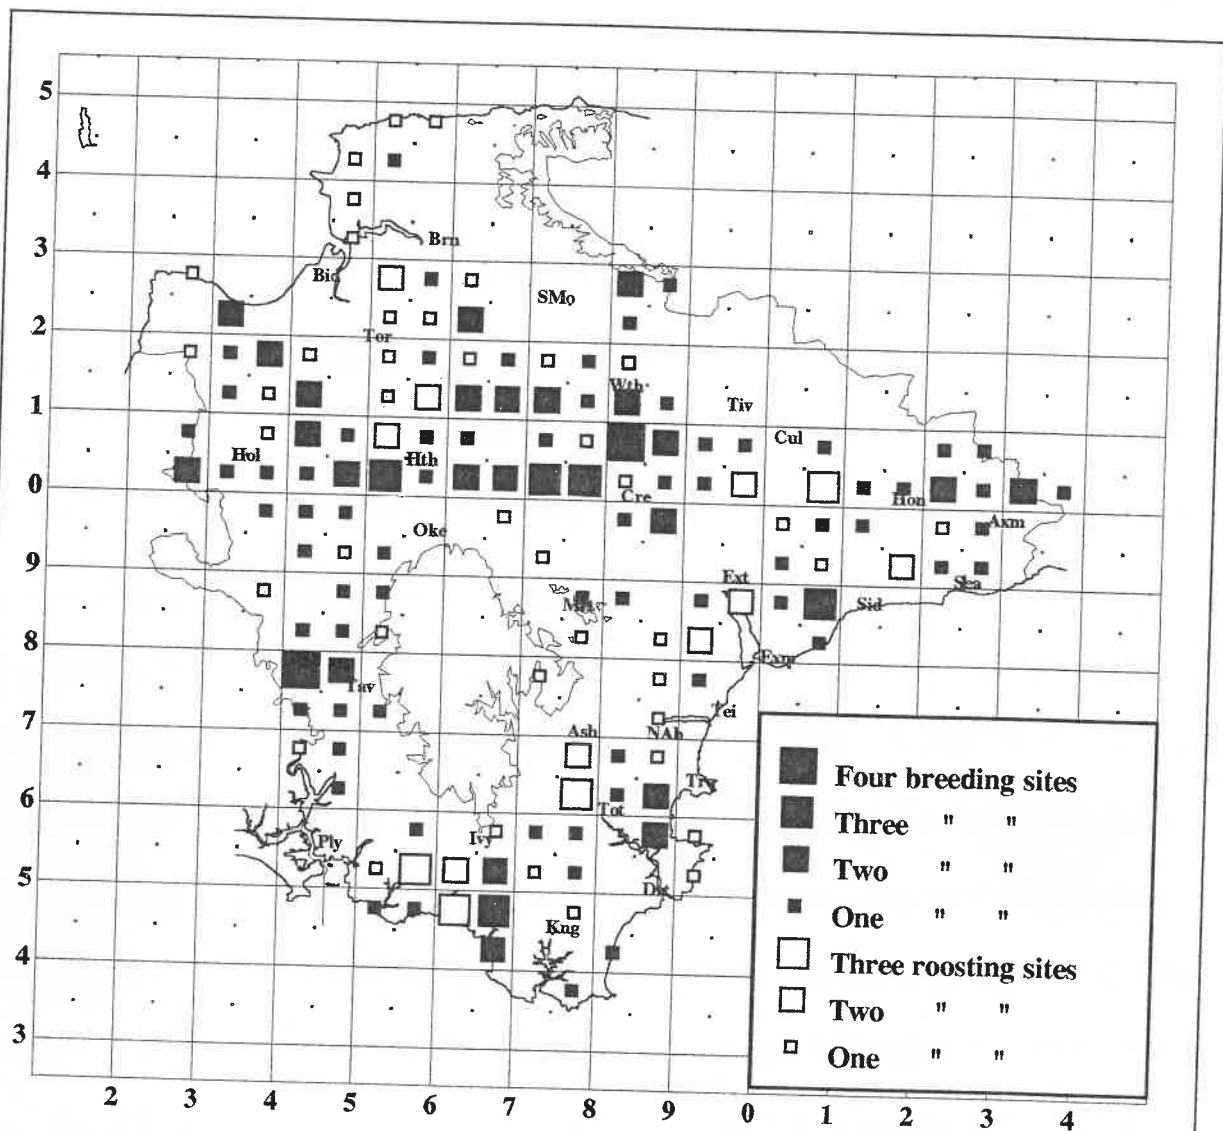 5
4
Brn
3
Bid
SMo
2
Tor
Wth
1
Tiv
Cul
Hol
Hth
0
Cre
Hon
Oke
Axm
9
Ext
Sea
Sid
8
Exm
Tav
7
Tei
Ash
NAb
6
Tot
Ply
Ivy
5
Kng
4
3
Four breeding sites
Three " "
Two " "
One " "
Three roosting sites
Two " "
One " "
2 3 4 5 6 7 8 9 0 1 2 3 4